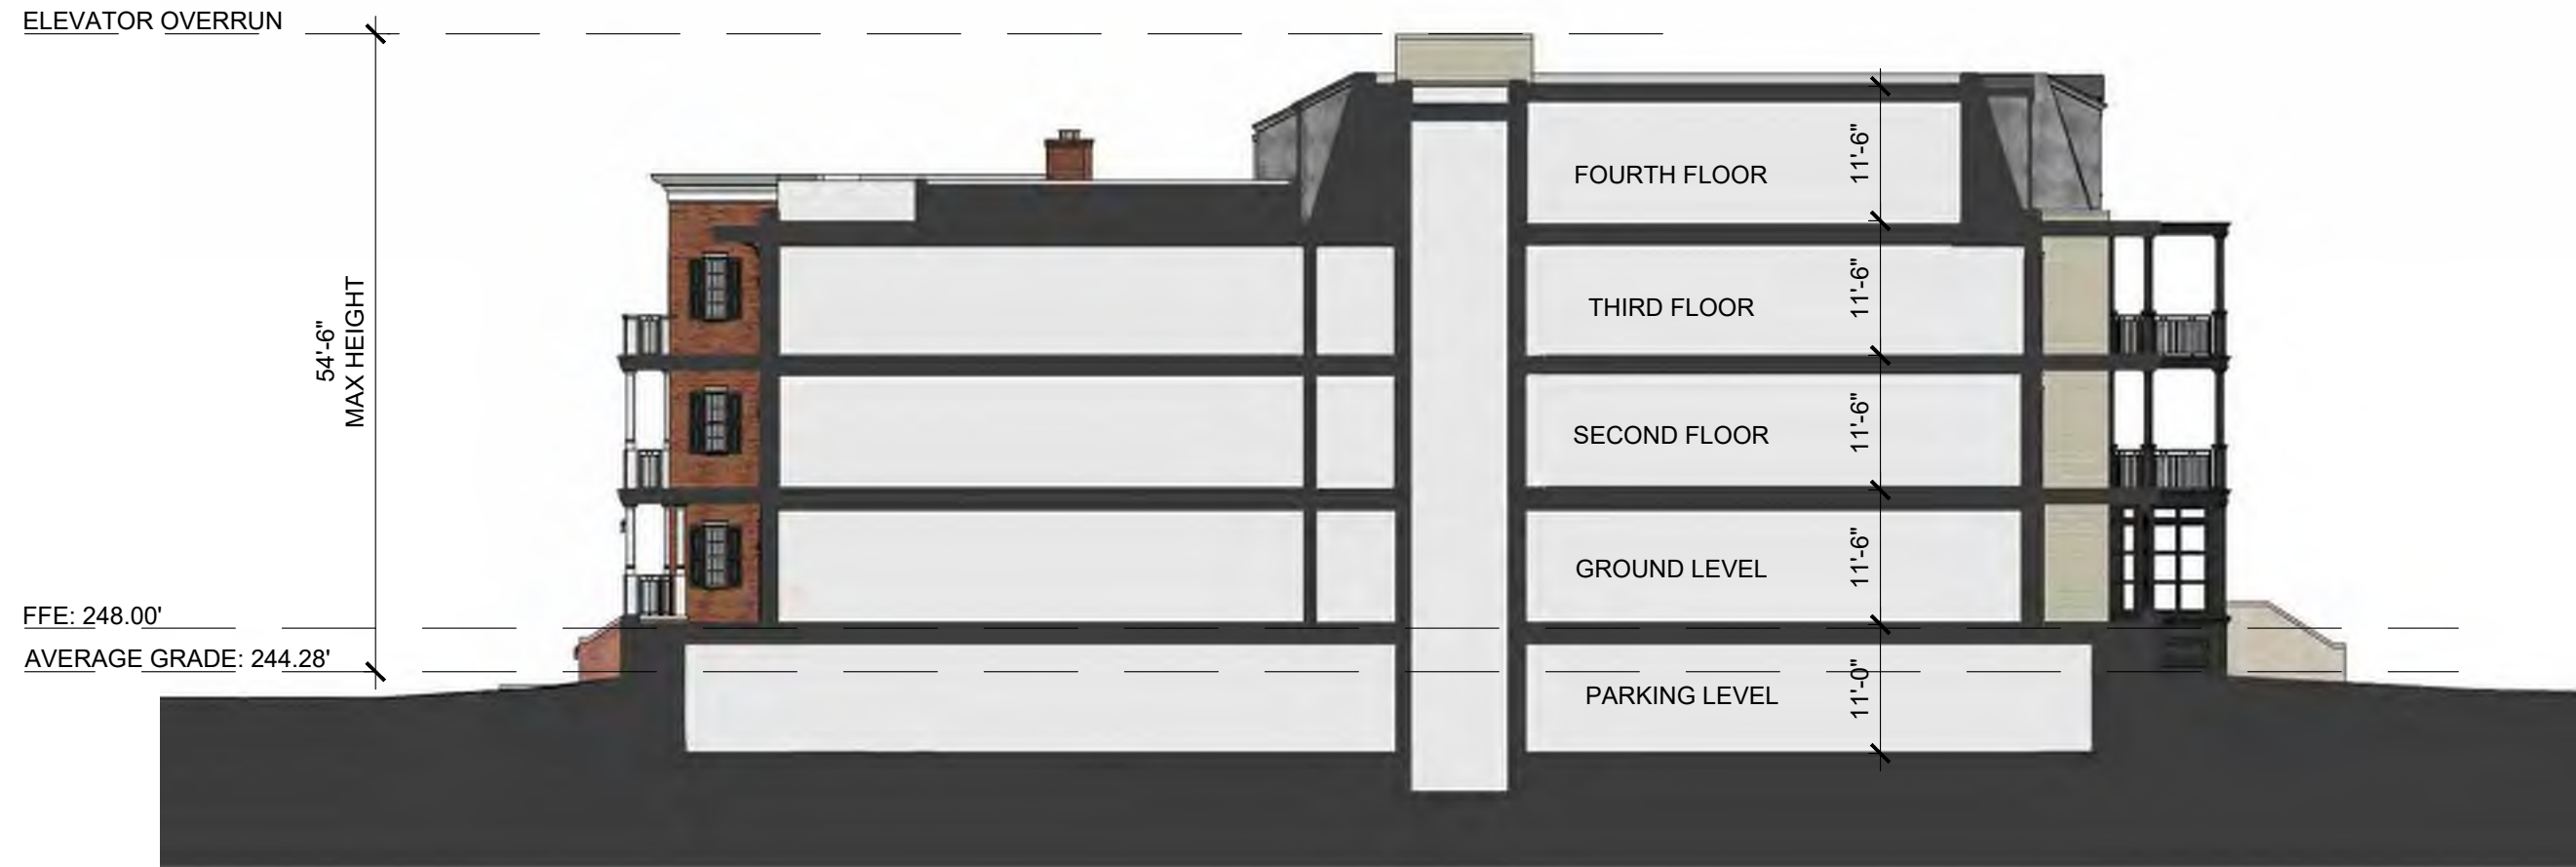 ELEVATOR OVERRUN
54'-6"
MAX HEIGHT
FOURTH FLOOR
11'-6"
THIRD FLOOR
11'-6"
SECOND FLOOR
11'-6"
GROUND LEVEL
11'-6"
FFE: 248.00'
AVERAGE GRADE: 244.28'
PARKING LEVEL
11'-0"